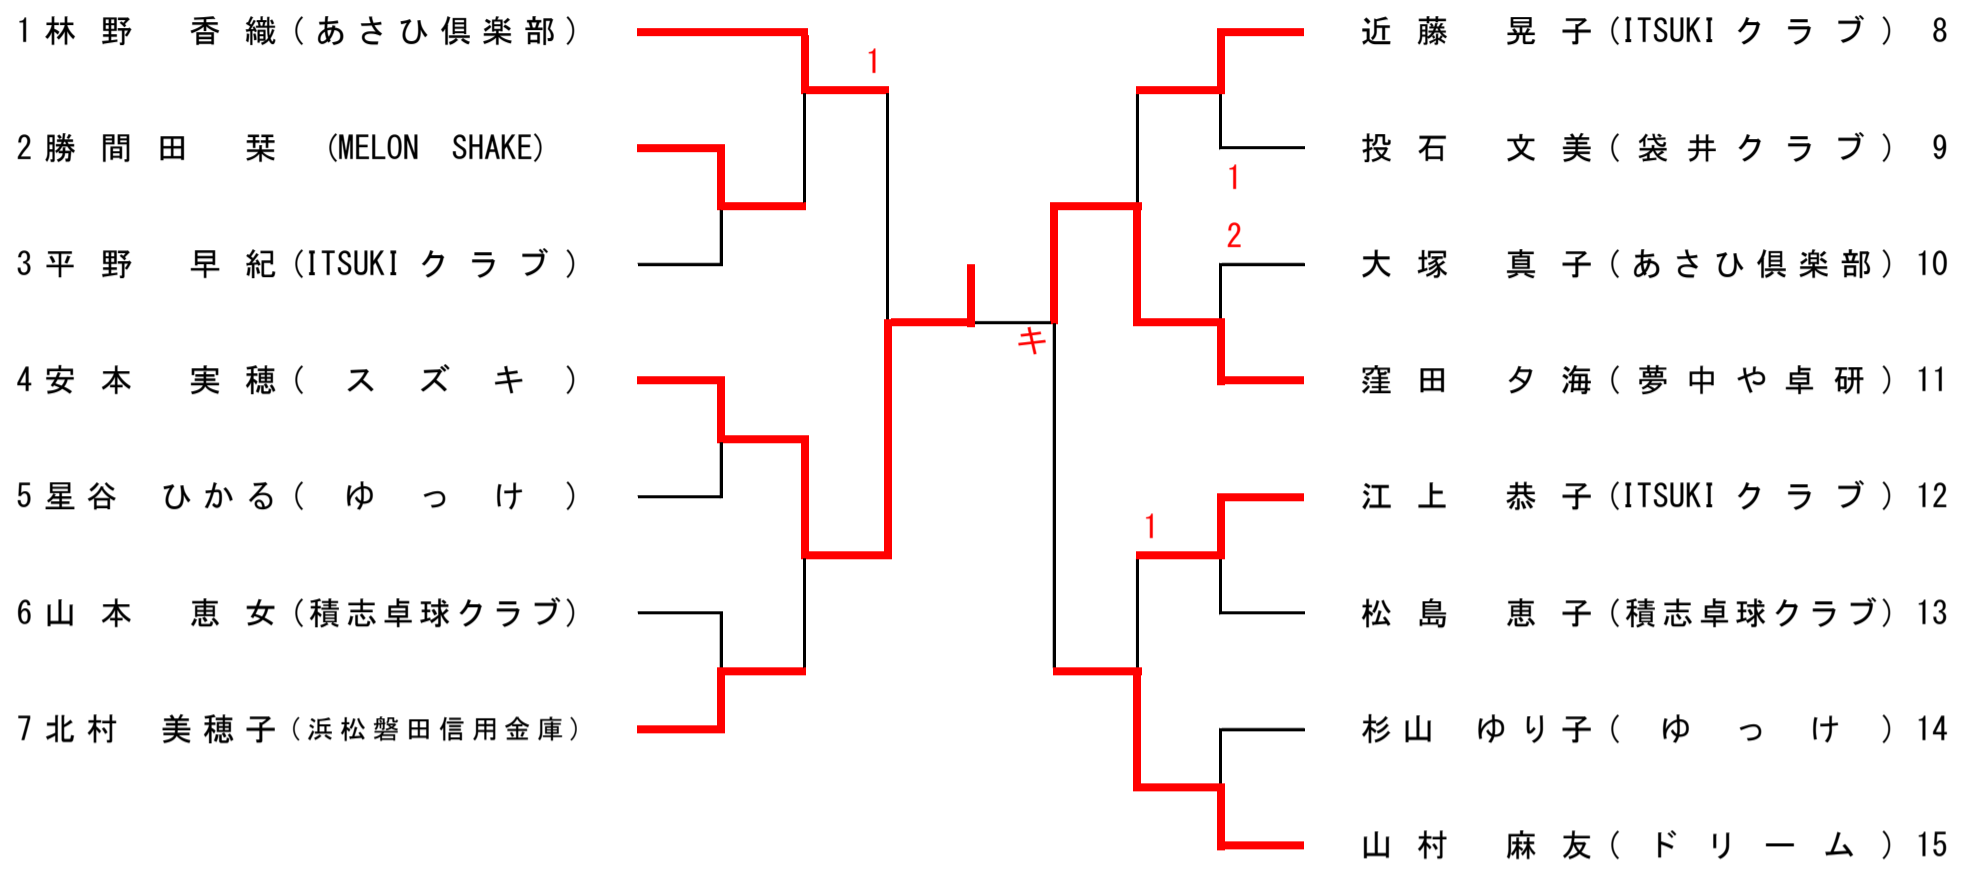 1 林野 香織 (あさひ倶楽部)
2 勝間田 栞 (MELON SHAKE)
3 平野 早紀 (ITSUKI クラブ)
4 安本 実穂 (スズキ)
5 星谷 ひかる (ゆっけ)
6 山本 恵女 (積志卓球クラブ)
7 北村 美穂子 (浜松磐田信用金庫)
1
キ
1
2
1
近藤 晃子 (ITSUKI クラブ) 8
投石 文美 (袋井クラブ) 9
大塚 真子 (あさひ倶楽部) 10
窪田 夕海 (夢中や卓研) 11
江上 恭子 (ITSUKI クラブ) 12
松島 恵子 (積志卓球クラブ) 13
杉山 ゆり子 (ゆっけ) 14
山村 麻友 (ドリーム) 15